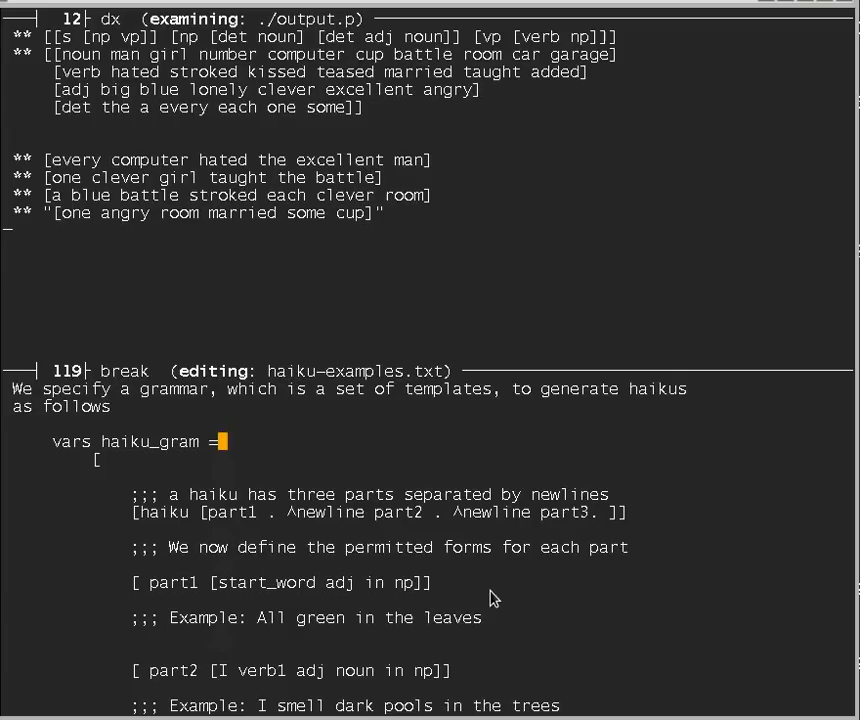 12 dx (examining: ./output.p)
** [[s [np vp]] [np [det noun] [det adj noun]] [vp [verb np]]]
** [[noun man girl number computer cup battle room car garage]
[verb hated stroked kissed teased married taught added]
[adj big blue lonely clever excellent angry]
[det the a every each one some]]
** [every computer hated the excellent man]
** [one clever girl taught the battle]
** [a blue battle stroked each clever room]
** "[one angry room married some cup]"
119 break (editing: haiku-examples.txt)
We specify a grammar, which is a set of templates, to generate haikus
as follows
vars haiku_gram =
[
;;; a haiku has three parts separated by newlines
[haiku [part1 . ^newline part2 . ^newline part3. ]]
;;; We now define the permitted forms for each part
[ part1 [start_word adj in np]]
;;; Example: All green in the leaves
[ part2 [I verb1 adj noun in np]]
;;; Example: I smell dark pools in the trees